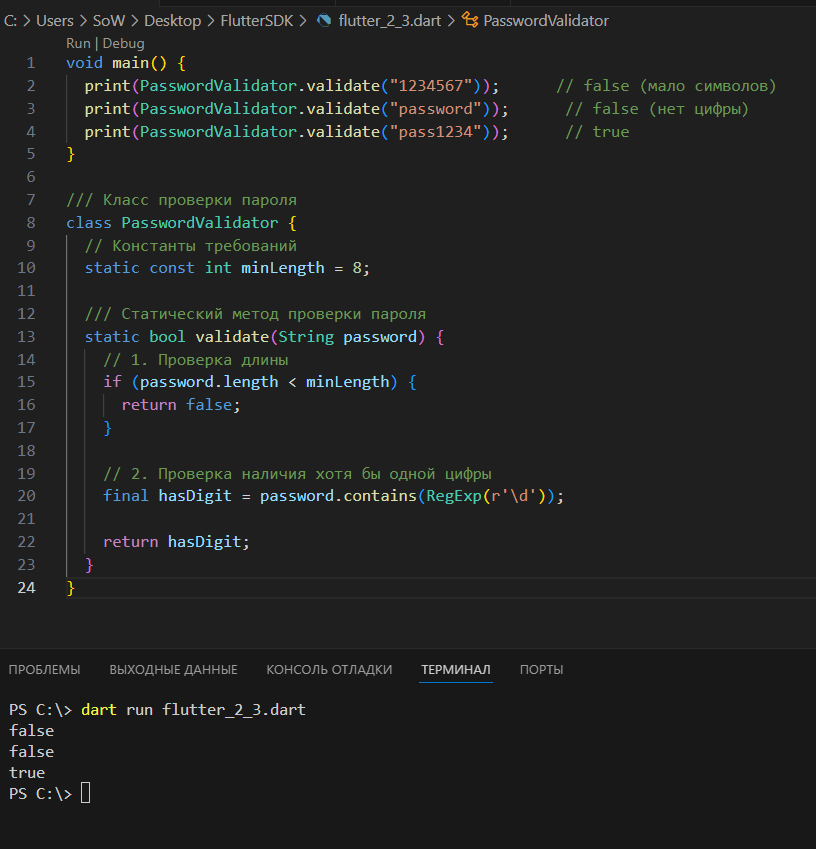 C: > Users > SoW > Desktop > FlutterSDK > flutter_2_3.dart > PasswordValidator
Run | Debug
1 void main() {
2   print(PasswordValidator.validate("1234567"));      // false (мало символов)
3   print(PasswordValidator.validate("password"));      // false (нет цифры)
4   print(PasswordValidator.validate("pass1234"));      // true
5 }
6
7 /// Класс проверки пароля
8 class PasswordValidator {
9   // Константы требований
10   static const int minLength = 8;
11
12   /// Статический метод проверки пароля
13   static bool validate(String password) {
14     // 1. Проверка длины
15     if (password.length < minLength) {
16       return false;
17     }
18
19     // 2. Проверка наличия хотя бы одной цифры
20     final hasDigit = password.contains(RegExp(r'\d'));
21
22     return hasDigit;
23   }
24 }
ПРОБЛЕМЫ ВЫХОДНЫЕ ДАННЫЕ КОНСОЛЬ ОТЛАДКИ ТЕРМИНАЛ ПОРТЫ
PS C:\> dart run flutter_2_3.dart
false
false
true
PS C:\>